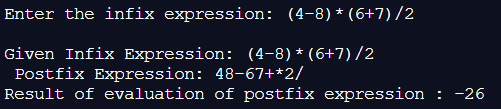 Enter the infix expression: (4-8)*(6+7)/2
Given Infix Expression: (4-8)*(6+7)/2
Postfix Expression: 48-67+*2/
Result of evaluation of postfix expression : -26